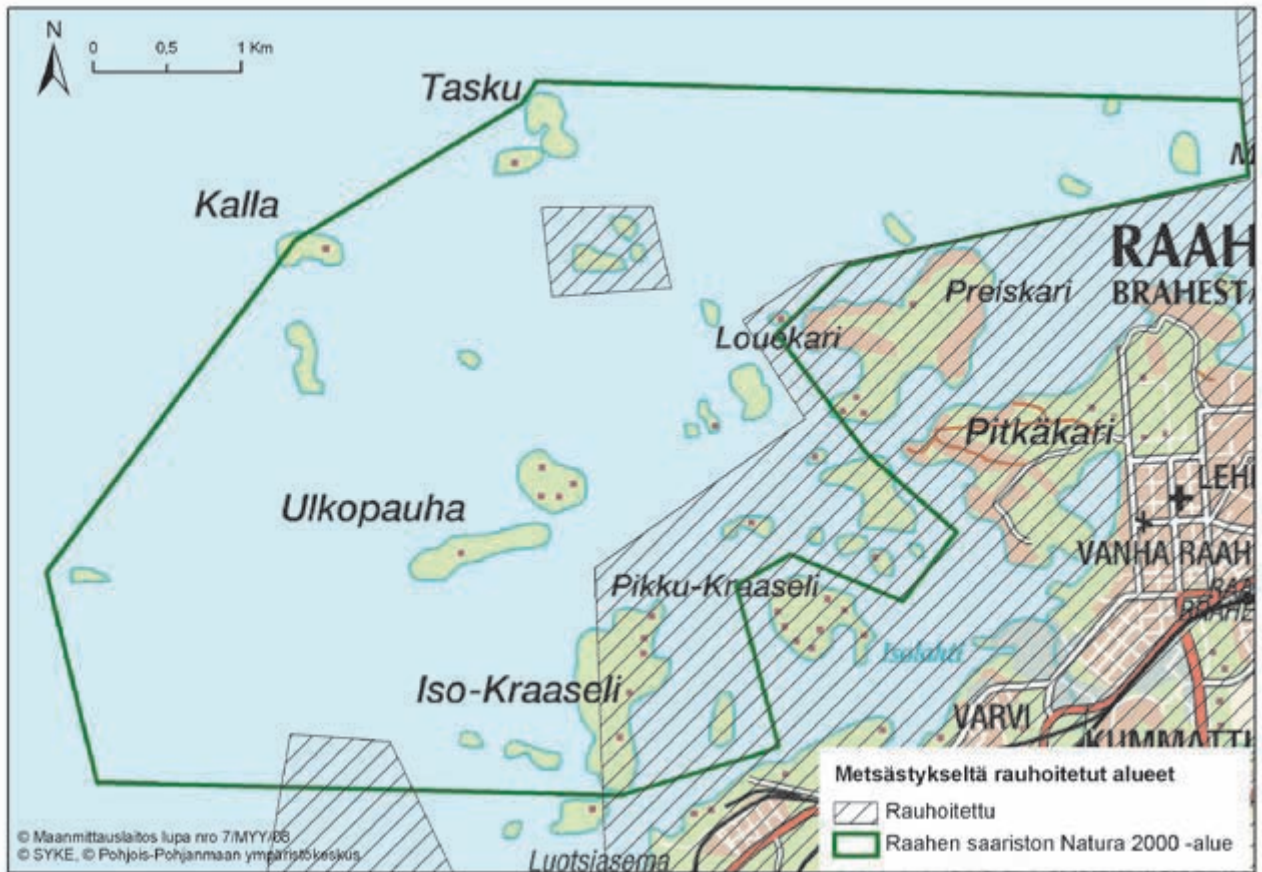 N
0 0,5 1 Km
Tasku
Kalla
RAAH
BRAHESTA
Preiskari
Louekari
Pitkäkari
Ulkopauha
LEH
VANHA RAAH
Pikku-Kraaseli
Isolahti
Iso-Kraaseli
VARVI
KUMMATTI
Metsästykseltä rauhoitetut alueet
Rauhoitettu
Raahen saariston Natura 2000 -alue
© Maanmittauslaitos lupa nro 7/MYY/08
© SYKE, © Pohjois-Pohjanmaan ympäristökeskus
Luotsiasema